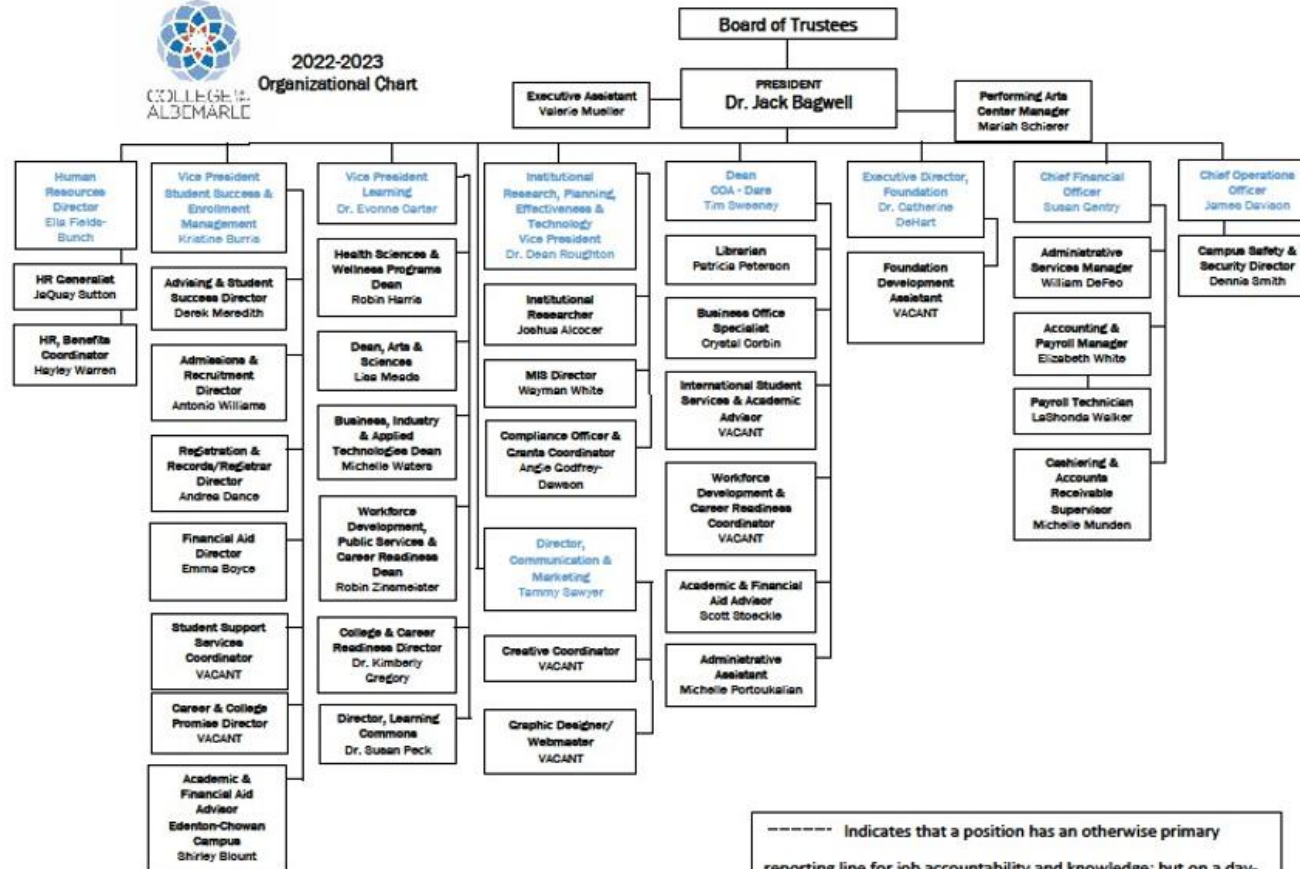 COLLEGE OF THE
ALBEMARLE
2022-2023
Organizational Chart
Board of Trustees
PRESIDENT
Dr. Jack Bagwell
Executive Assistant
Valerie Mueller
Performing Arts
Center Manager
Mariah Schierer
Human
Resources
Director
Ella Fields-
Bunch
HR Generalist
JaQuay Sutton
HR, Benefits
Coordinator
Hayley Warren
Vice President
Student Success &
Enrollment
Management
Kristine Burris
Advising & Student
Success Director
Derek Meredith
Admissions &
Recruitment
Director
Antonio Williams
Registration &
Records/Registrar
Director
Andrea Dance
Financial Aid
Director
Emma Boyce
Student Support
Services
Coordinator
VACANT
Career & College
Promise Director
VACANT
Academic &
Financial Aid
Advisor
Edenton-Chowan
Campus
Shirley Blount
Vice President
Learning
Dr. Evonne Carter
Health Sciences &
Wellness Programs
Dean
Robin Harris
Dean, Arts &
Sciences
Lisa Meads
Business, Industry
& Applied
Technologies Dean
Michelle Waters
Workforce
Development,
Public Services &
Career Readiness
Dean
Robin Zinsmeister
College & Career
Readiness Director
Dr. Kimberly
Gregory
Director, Learning
Commons
Dr. Susan Peck
Institutional
Research, Planning,
Effectiveness &
Technology
Vice President
Dr. Dean Roughton
Institutional
Researcher
Joshua Alcocer
MIS Director
Wayman White
Compliance Officer &
Grants Coordinator
Angie Godfrey-
Dawson
Director,
Communication &
Marketing
Tammy Sawyer
Creative Coordinator
VACANT
Graphic Designer/
Webmaster
VACANT
Dean
COA - Dare
Tim Sweeney
Librarian
Patricia Peterson
Business Office
Specialist
Crystal Corbin
International Student
Services & Academic
Advisor
VACANT
Workforce
Development &
Career Readiness
Coordinator
VACANT
Academic & Financial
Aid Advisor
Scott Stoeckle
Administrative
Assistant
Michelle Portoukalian
Executive Director,
Foundation
Dr. Catherine
DeHart
Foundation
Development
Assistant
VACANT
Chief Financial
Officer
Susan Gentry
Administrative
Services Manager
William DeFeo
Accounting &
Payroll Manager
Elizabeth White
Payroll Technician
LaShonda Walker
Cashiering &
Accounts
Receivable
Supervisor
Michelle Munden
Chief Operations
Officer
James Davison
Campus Safety &
Security Director
Dennis Smith
------- Indicates that a position has an otherwise primary
reporting line for job accountability and knowledge; but on a day-